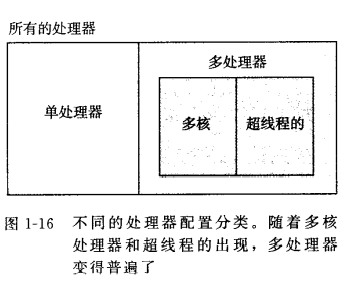 所有的处理器
多处理器
单处理器
多核
超线程的
图 1-16 不同的处理器配置分类。随着多核
处理器和超线程的出现，多处理器
变得普遍了